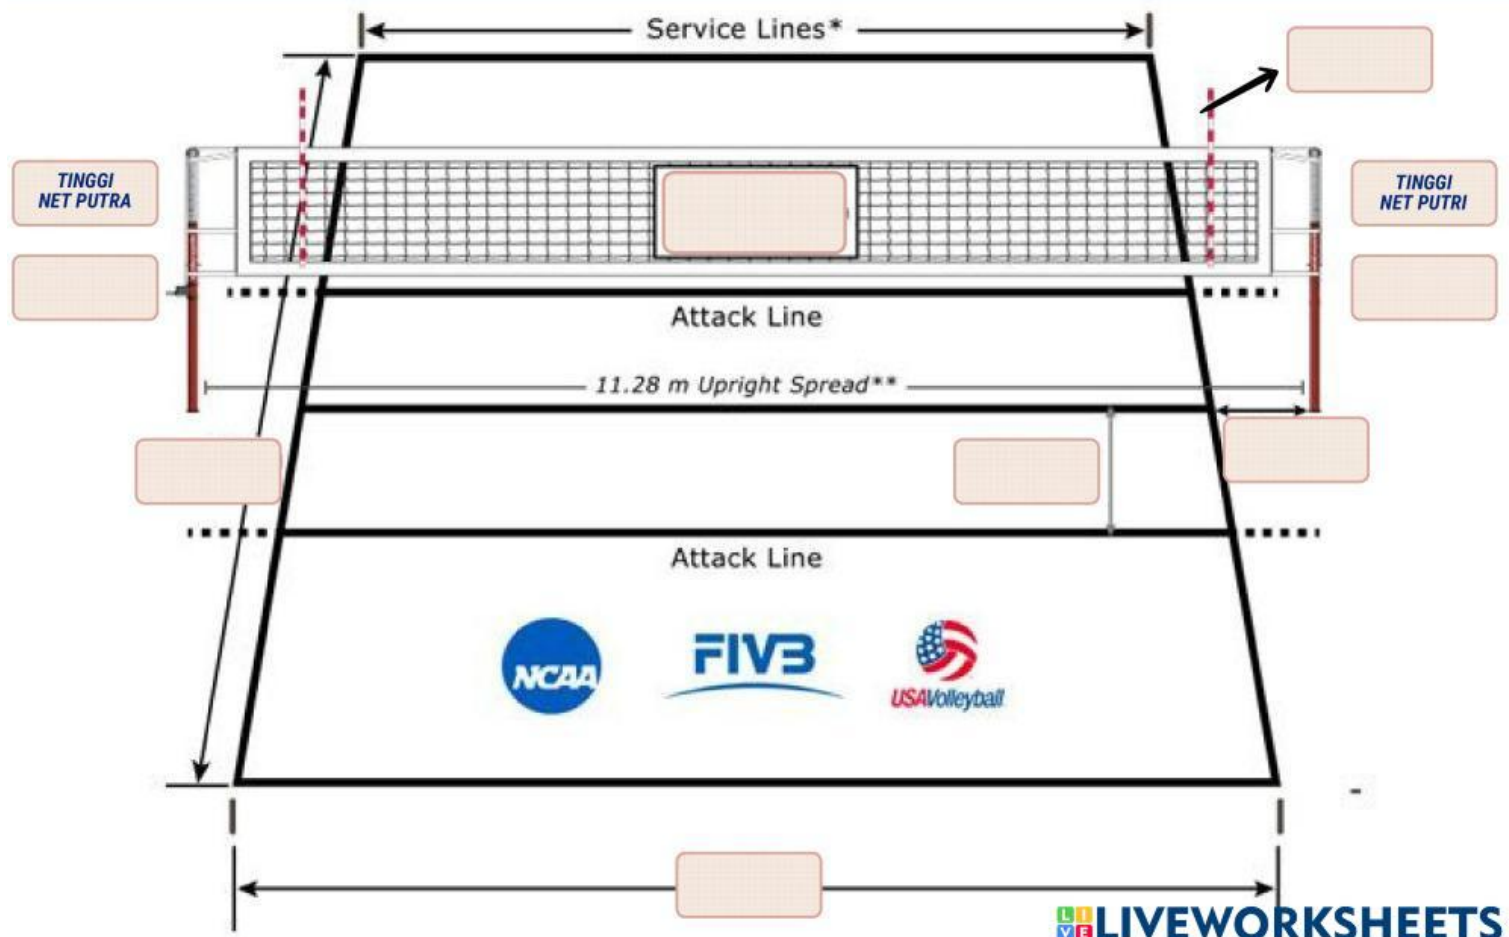 Service Lines*
TINGGI
NET PUTRA
TINGGI
NET PUTRI
Attack Line
11.28 m Upright Spread**
Attack Line
NCAA
FIVB
USAVolleyball
-
LIVEWORKSHEETS